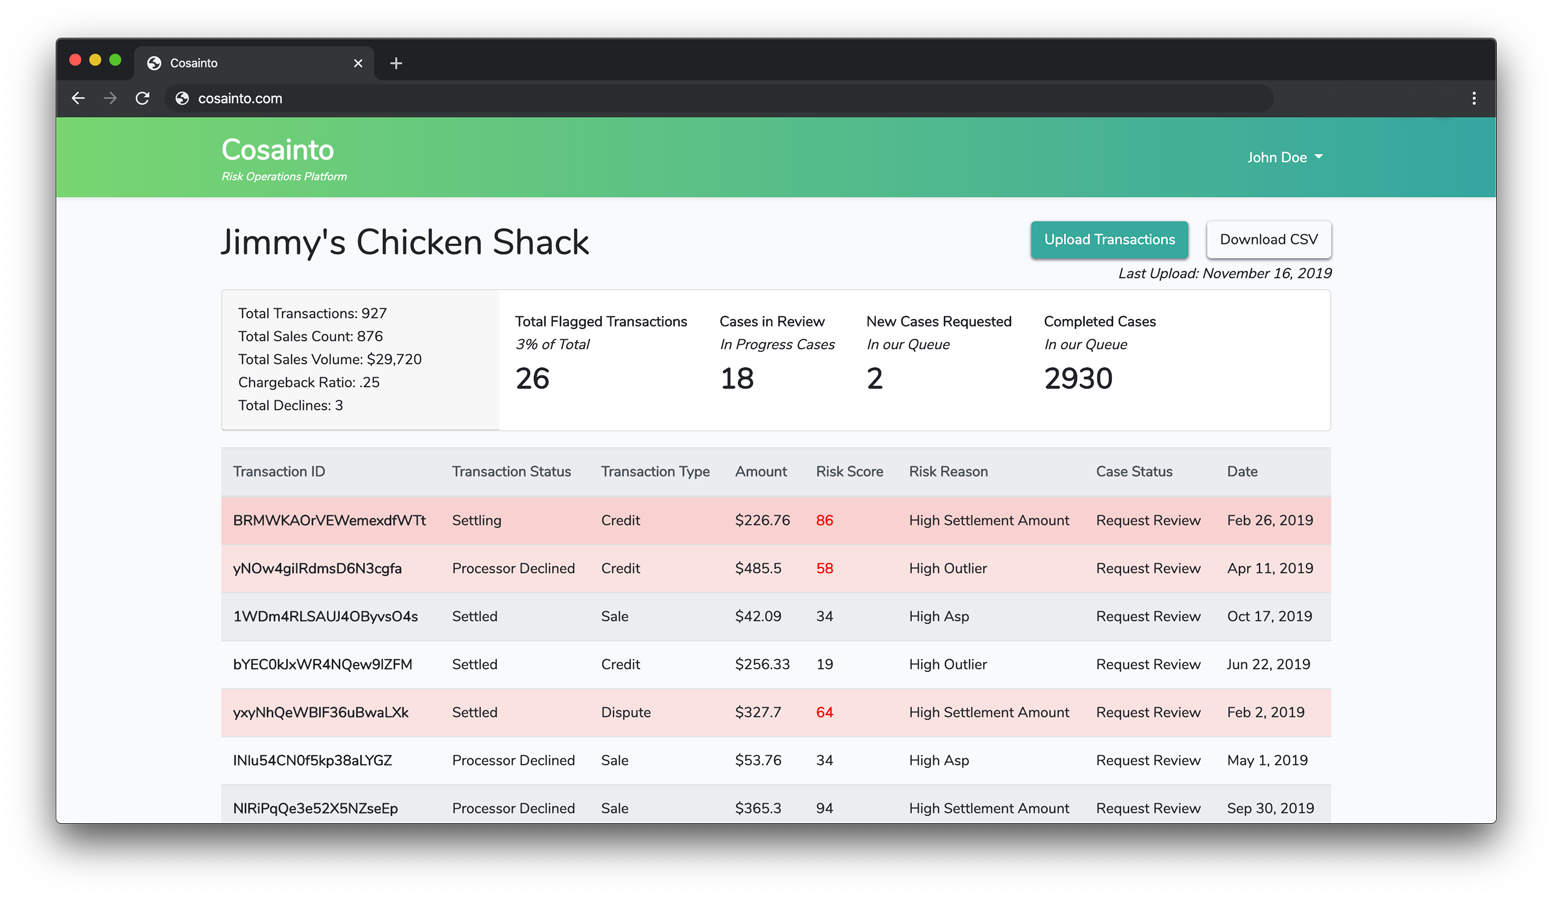 Cosainto
cosainto.com
Cosainto
Risk Operations Platform
John Doe
Jimmy's Chicken Shack
Upload Transactions
Download CSV
Last Upload: November 16, 2019
Total Transactions: 927
Total Sales Count: 876
Total Sales Volume: $29,720
Chargeback Ratio: .25
Total Declines: 3
Total Flagged Transactions
3% of Total
26
Cases in Review
In Progress Cases
18
New Cases Requested
In our Queue
2
Completed Cases
In our Queue
2930
Transaction ID Transaction Status Transaction Type Amount Risk Score Risk Reason Case Status Date
BRMWKAOrVEWemexdfWTt Settling Credit $226.76 86 High Settlement Amount Request Review Feb 26, 2019
yNOw4gilRdmsD6N3cgfa Processor Declined Credit $485.5 58 High Outlier Request Review Apr 11, 2019
1WDm4RLSAUJ4OByvsO4s Settled Sale $42.09 34 High Asp Request Review Oct 17, 2019
bYEC0kJxWR4NQew9lZFM Settled Credit $256.33 19 High Outlier Request Review Jun 22, 2019
yxyNhQeWBlF36uBwaLXk Settled Dispute $327.7 64 High Settlement Amount Request Review Feb 2, 2019
lNlu54CN0f5kp38aLYGZ Processor Declined Sale $53.76 34 High Asp Request Review May 1, 2019
NlRiPqQe3e52X5NZseEp Processor Declined Sale $365.3 94 High Settlement Amount Request Review Sep 30, 2019